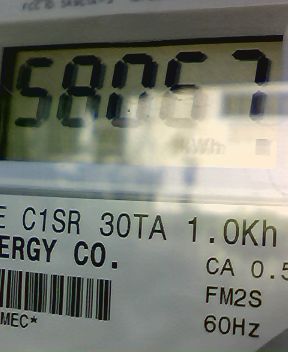 58067
kWh
E C1SR 30TA 1.0Kh
ERGY CO.
CA 0.5
FM2S
MEC*
60Hz